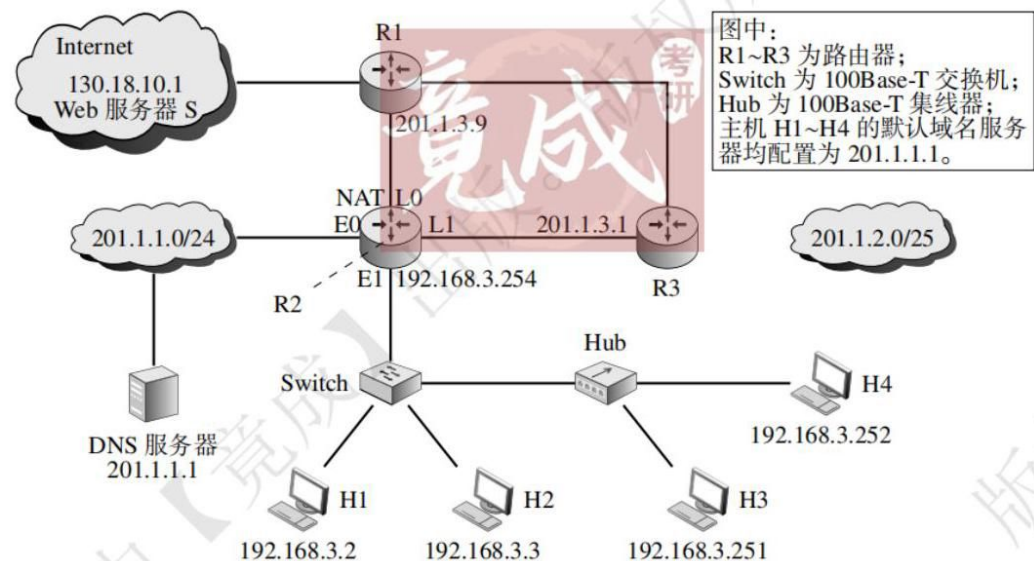 Internet
130.18.10.1
Web 服务器 S
R1
201.1.3.9
图中:
R1~R3 为路由器;
Switch 为 100Base-T 交换机;
Hub 为 100Base-T 集线器;
主机 H1~H4 的默认域名服务
器均配置为 201.1.1.1。
竟成
考研
NAT
L0
E0
L1
201.1.3.1
201.1.1.0/24
201.1.2.0/25
E1
192.168.3.254
R2
R3
Switch
Hub
H4
192.168.3.252
DNS 服务器
201.1.1.1
H1
H2
H3
192.168.3.2
192.168.3.3
192.168.3.251